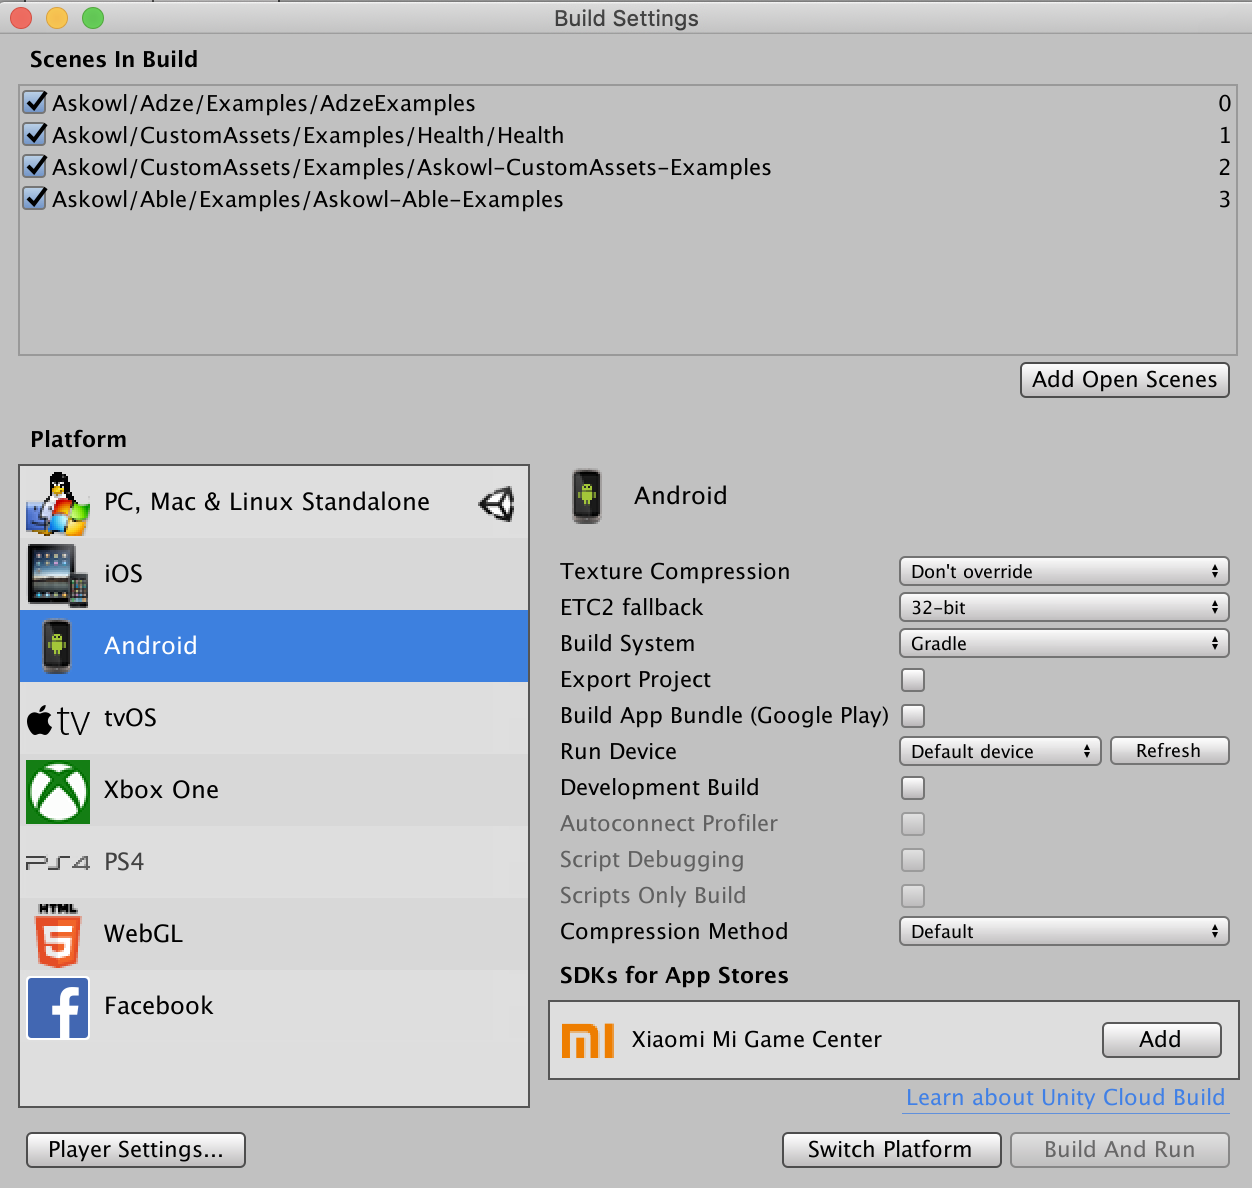 Build Settings
Scenes In Build
Askowl/Adze/Examples/AdzeExamples 0
Askowl/CustomAssets/Examples/Health/Health 1
Askowl/CustomAssets/Examples/Askowl-CustomAssets-Examples 2
Askowl/Able/Examples/Askowl-Able-Examples 3
Add Open Scenes
Platform
PC, Mac & Linux Standalone
iOS
Android
tv tvOS
Xbox One
PS4 PS4
HTML 5 WebGL
f Facebook
Android
Texture Compression Don't override
ETC2 fallback 32-bit
Build System Gradle
Export Project
Build App Bundle (Google Play)
Run Device Default device Refresh
Development Build
Autoconnect Profiler
Script Debugging
Scripts Only Build
Compression Method Default
SDKs for App Stores
MI Xiaomi Mi Game Center Add
Learn about Unity Cloud Build
Player Settings... Switch Platform Build And Run